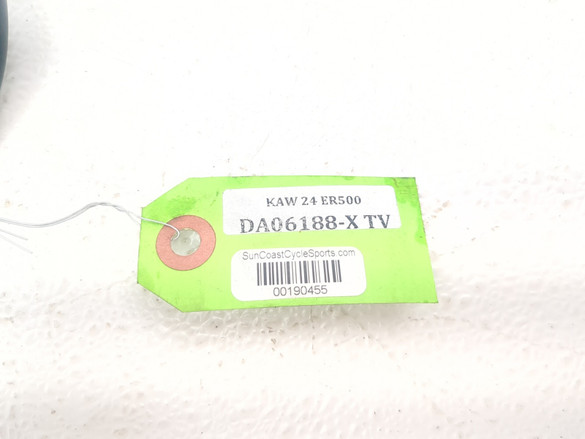 KAW 24 ER500
DA06188-X TV
SunCoastCycleSports.com
00190455